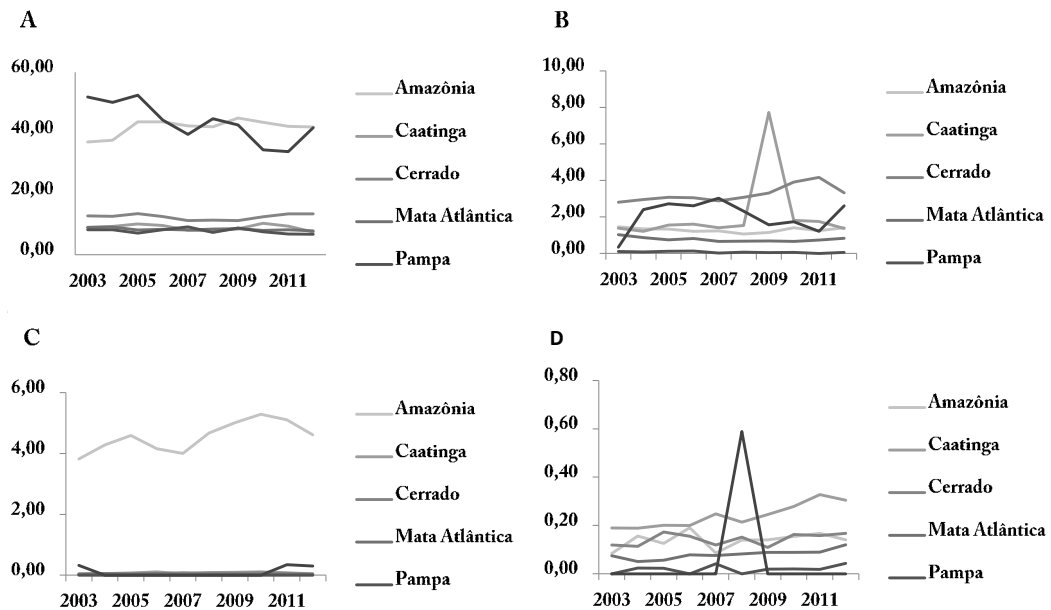 A
60,00
40,00
20,00
0,00
2003 2005 2007 2009 2011
Amazônia
Caatinga
Cerrado
Mata Atlântica
Pampa
B
10,00
8,00
6,00
4,00
2,00
0,00
2003 2005 2007 2009 2011
Amazônia
Caatinga
Cerrado
Mata Atlântica
Pampa
C
6,00
4,00
2,00
0,00
2003 2005 2007 2009 2011
Amazônia
Caatinga
Cerrado
Mata Atlântica
Pampa
D
0,80
0,60
0,40
0,20
0,00
2003 2005 2007 2009 2011
Amazônia
Caatinga
Cerrado
Mata Atlântica
Pampa